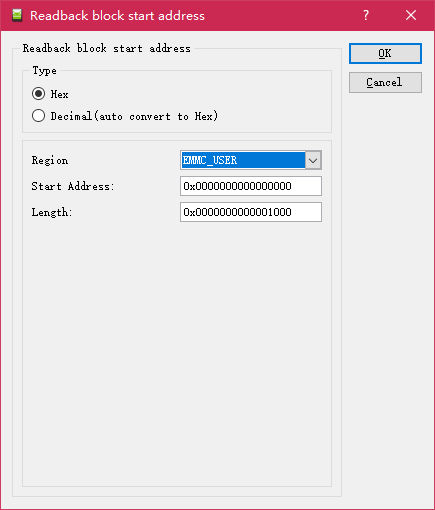 Readback block start address
Readback block start address
OK
Type
Hex
Cancel
Decimal(auto convert to Hex)
Region EMMC_USER
Start Address: 0x0000000000000000
Length: 0x0000000000001000